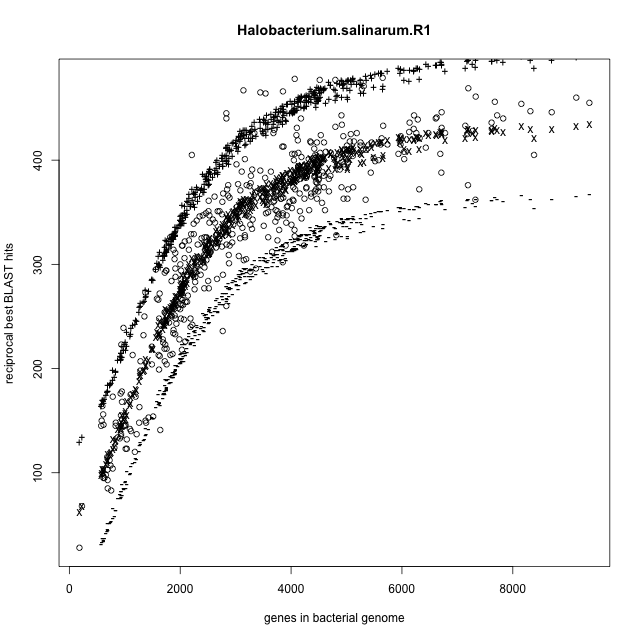 Halobacterium.salinarum.R1
reciprocal best BLAST hits
400
300
200
100
0 2000 4000 6000 8000
genes in bacterial genome